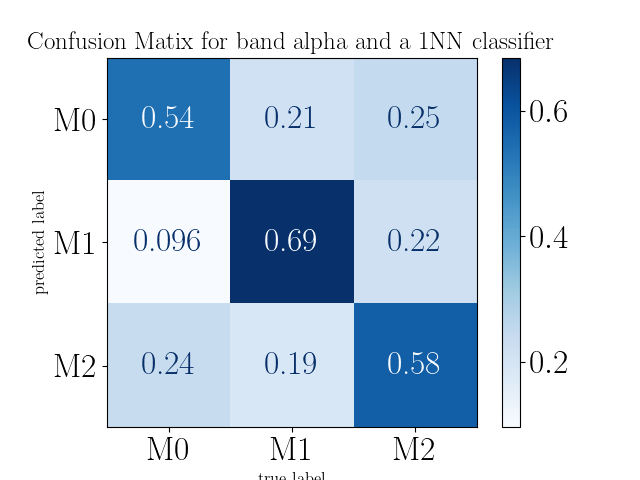 Confusion Matix for band alpha and a 1NN classifier
M0 0.54 0.21 0.25
M1 0.096 0.69 0.22
M2 0.24 0.19 0.58
M0 M1 M2
predicted label
true label
0.6
0.4
0.2